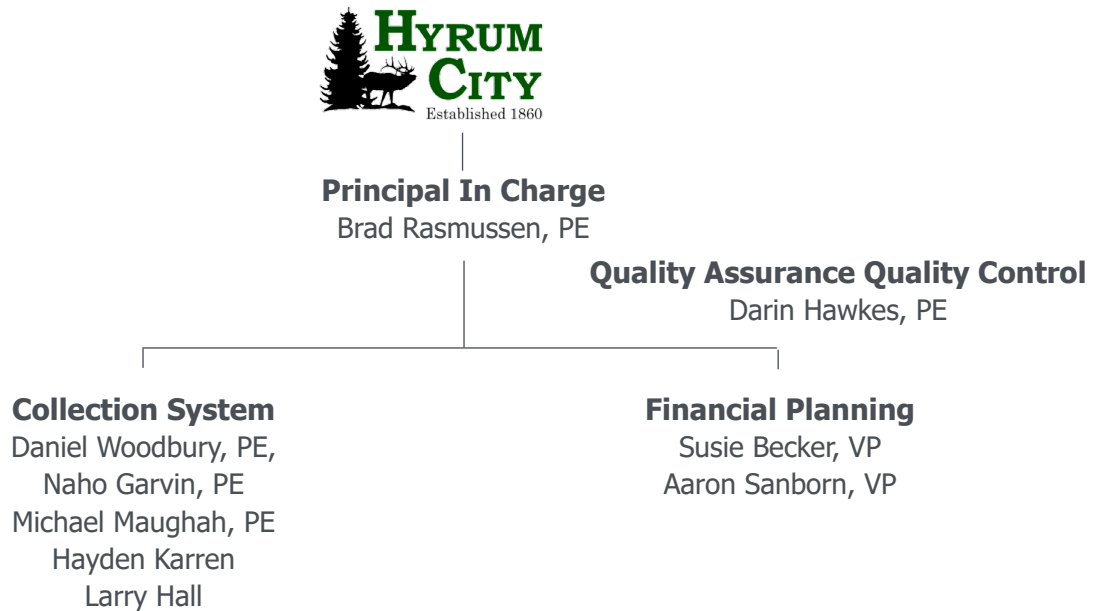 HYRUM
CITY
Established 1860
Principal In Charge
Brad Rasmussen, PE
Quality Assurance Quality Control
Darin Hawkes, PE
Collection System
Daniel Woodbury, PE,
Naho Garvin, PE
Michael Maughah, PE
Hayden Karren
Larry Hall
Financial Planning
Susie Becker, VP
Aaron Sanborn, VP